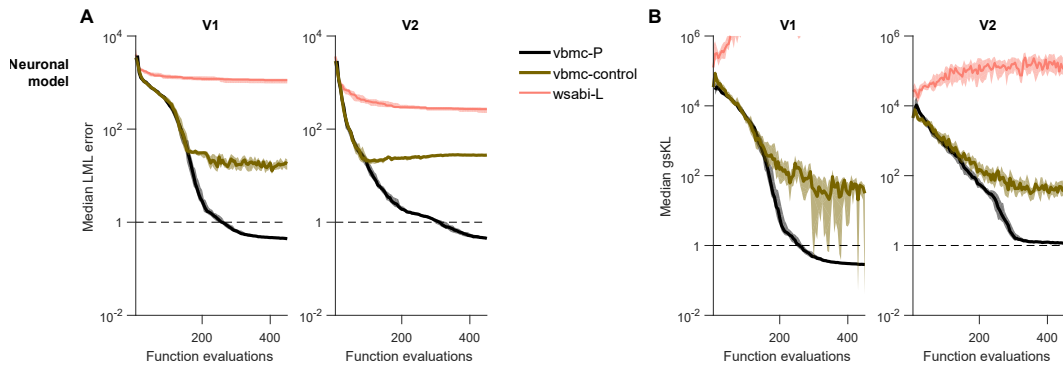 A
B
V1
V2
V1
V2
Neuronal
model
vbmc-P
vbmc-control
wsabi-L
Median LML error
10^4
10^2
1
10^-2
200
400
Function evaluations
10^4
10^2
1
10^-2
200
400
Function evaluations
Median gsKL
10^6
10^4
10^2
1
10^-2
200
400
Function evaluations
10^6
10^4
10^2
1
10^-2
200
400
Function evaluations